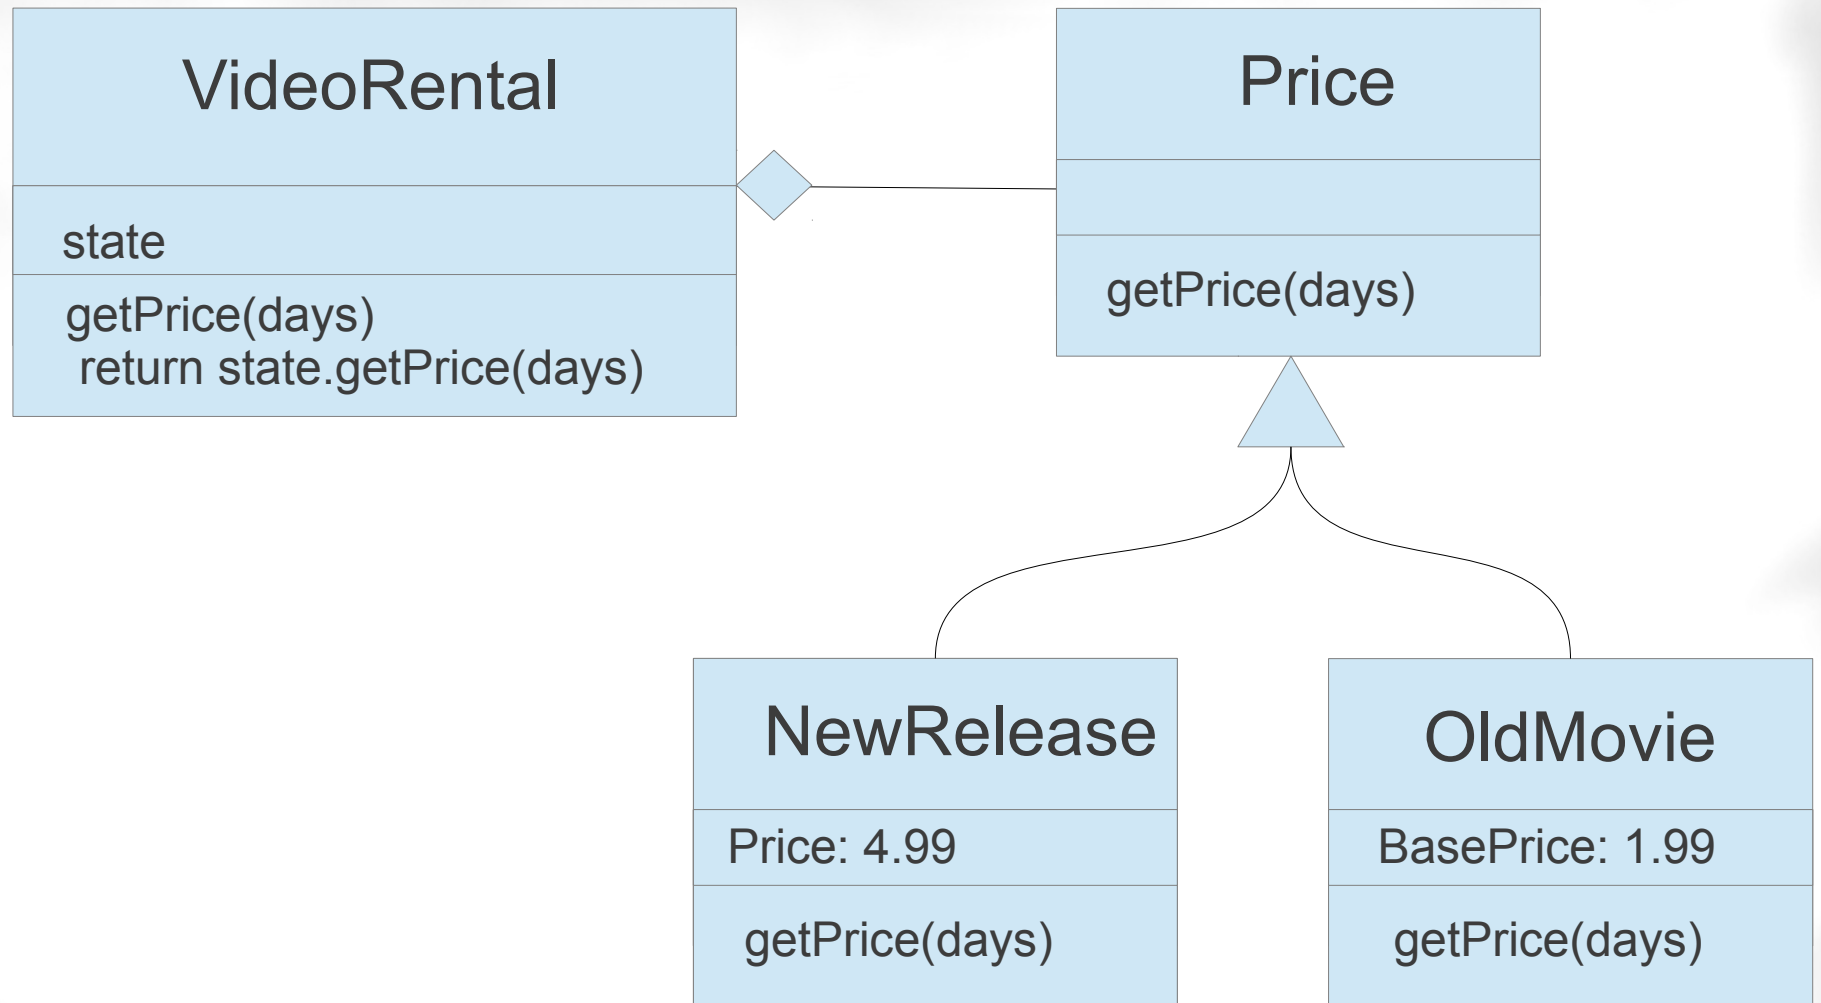 VideoRental
state
getPrice(days)
return state.getPrice(days)
Price
getPrice(days)
NewRelease
Price: 4.99
getPrice(days)
OldMovie
BasePrice: 1.99
getPrice(days)